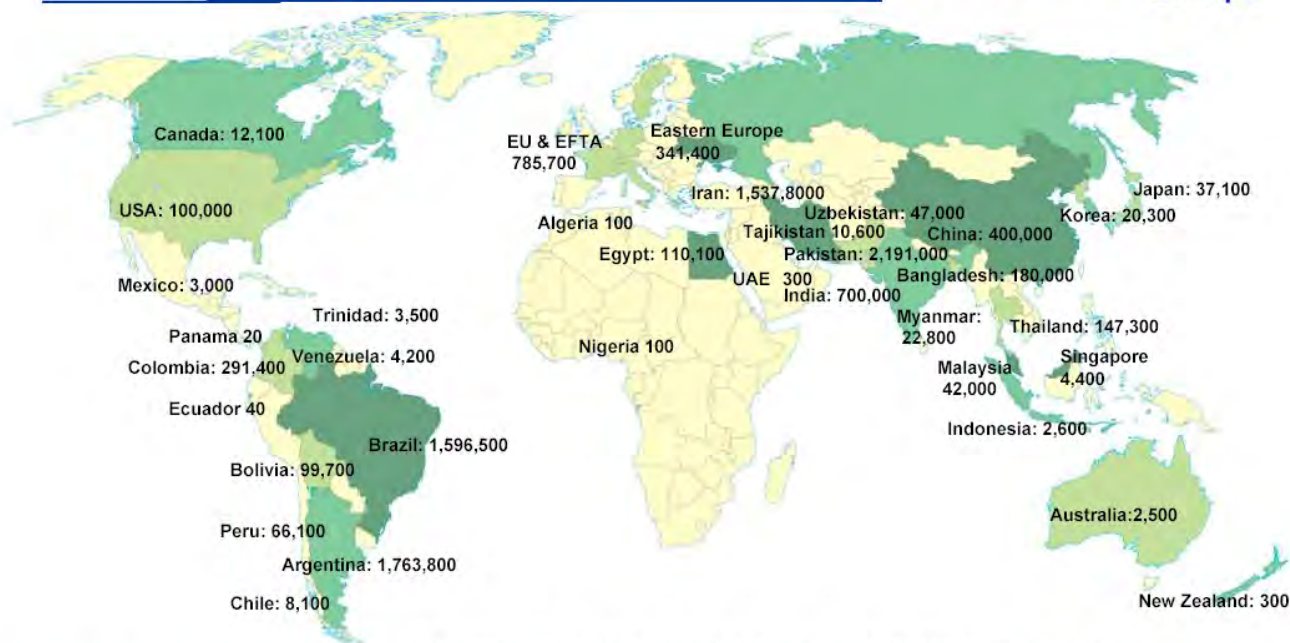 Canada: 12,100
EU & EFTA
785,700
Eastern Europe
341,400
USA: 100,000
Iran: 1,537,8000
Japan: 37,100
Algeria 100
Uzbekistan: 47,000
Korea: 20,300
Tajikistan 10,600
China: 400,000
Egypt: 110,100
Pakistan: 2,191,000
UAE 300
Bangladesh: 180,000
Mexico: 3,000
India: 700,000
Trinidad: 3,500
Myanmar:
22,800
Thailand: 147,300
Panama 20
Venezuela: 4,200
Nigeria 100
Singapore
4,400
Colombia: 291,400
Malaysia
42,000
Ecuador 40
Indonesia: 2,600
Brazil: 1,596,500
Bolivia: 99,700
Australia:2,500
Peru: 66,100
Argentina: 1,763,800
Chile: 8,100
New Zealand: 300